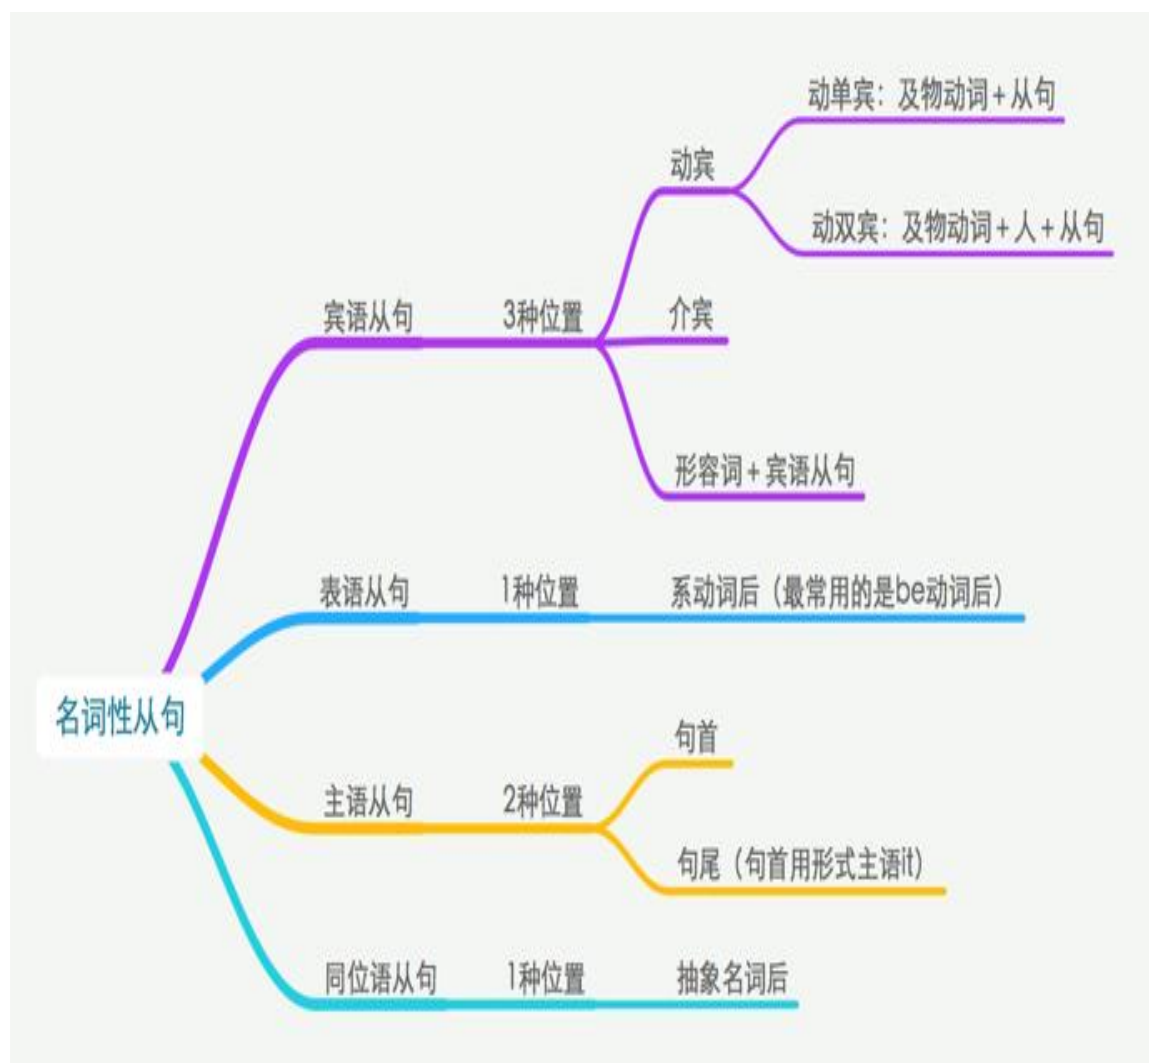 名词性从句
宾语从句
3种位置
动宾
动单宾：及物动词+从句
动双宾：及物动词+人+从句
介宾
形容词+宾语从句
表语从句
1种位置
系动词后（最常用的是be动词后）
主语从句
2种位置
句首
句尾（句首用形式主语it）
同位语从句
1种位置
抽象名词后